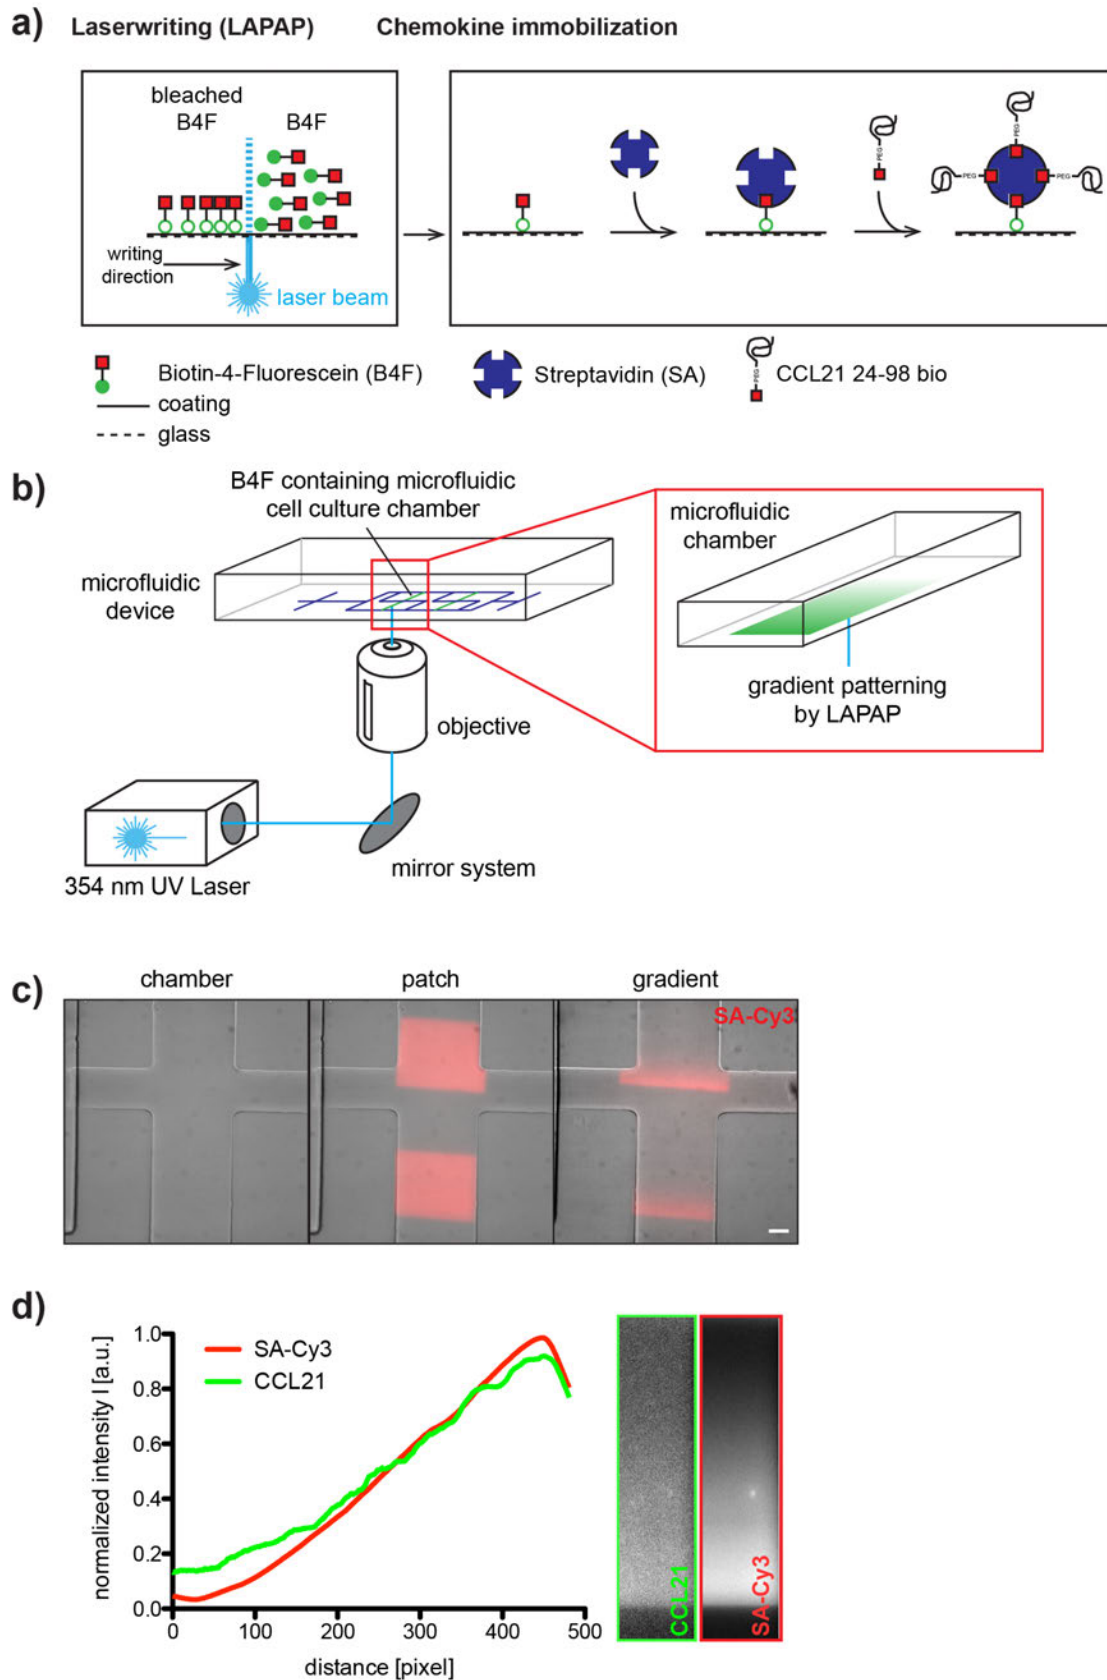 a) Laserwriting (LAPAP) Chemokine immobilization
bleached
B4F B4F
writing
direction
laser beam
PEG
PEG
PEG
PEG
Biotin-4-Fluorescein (B4F)
coating
glass
Streptavidin (SA)
PEG
CCL21 24-98 bio
b)
B4F containing microfluidic
cell culture chamber
microfluidic
device
objective
mirror system
354 nm UV Laser
microfluidic
chamber
gradient patterning
by LAPAP
c)
chamber patch gradient
SA-Cy3
d)
normalized intensity I [a.u.]
1.0
0.8
0.6
0.4
0.2
0.0
SA-Cy3
CCL21
0 100 200 300 400 500
distance [pixel]
CCL21
SA-Cy3